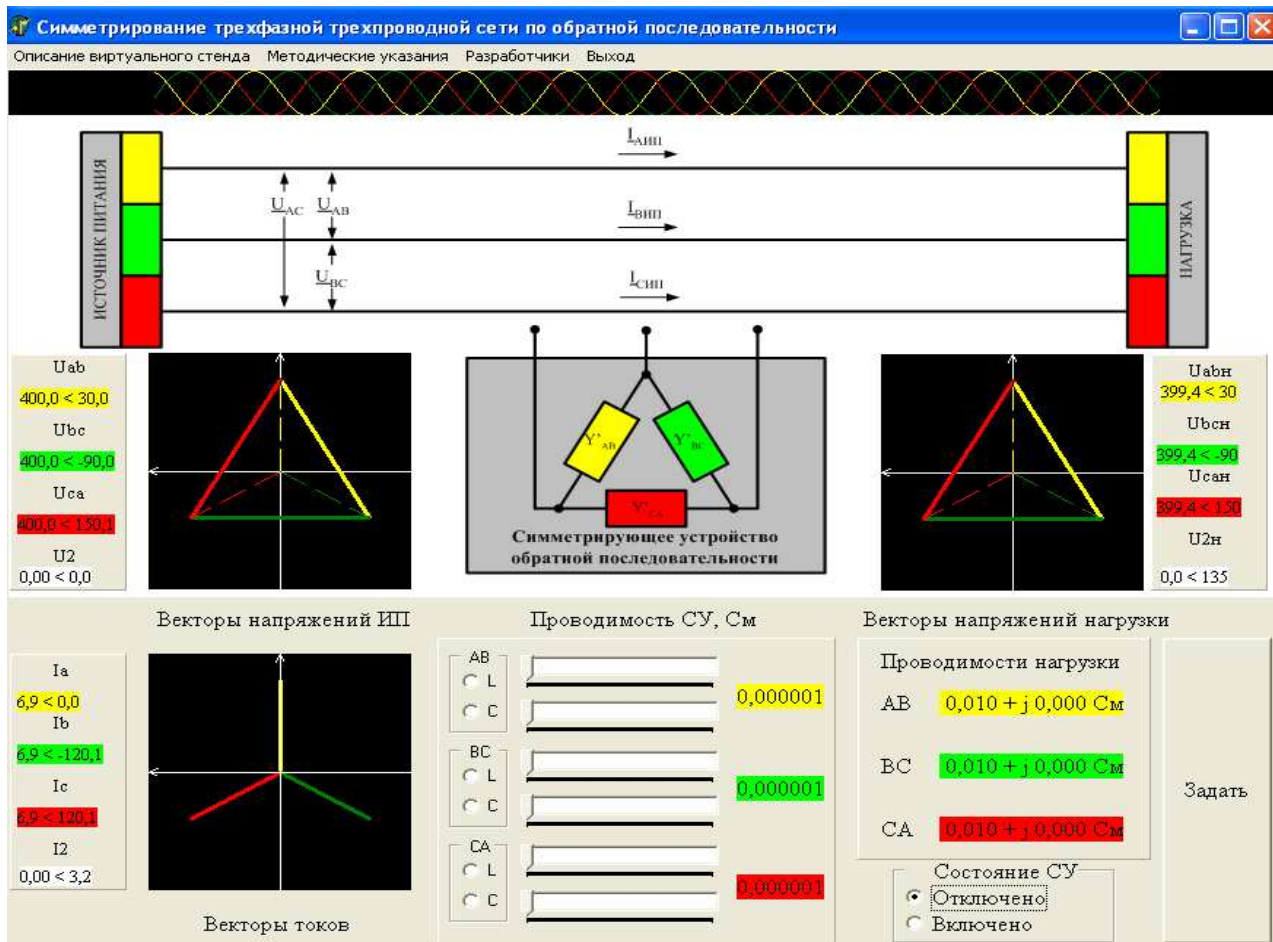 Симметрирование трехфазной трехпроводной сети по обратной последовательности
Описание виртуального стенда Методические указания Разработчики Выход
ИСТОЧНИК ПИТАНИЯ
I АИП
U АС U АВ
I ВИП
U ВС
I СИП
НАГРУЗКА
Uab
400,0 < 30,0
Ubc
400,0 < -90,0
Uca
400,0 < 150,1
U2
0,00 < 0,0
Y' AB
Y' BC
Y' CA
Симметрирующее устройство
обратной последовательности
Uabн
399,4 < 30
Ubcн
399,4 < -90
Ucaн
399,4 < 150
U2н
0,0 < 135
Векторы напряжений ИП
Проводимость СУ, См
Векторы напряжений нагрузки
Ia
6,9 < 0,0
Ib
6,9 < -120,1
Ic
6,9 < 120,1
I2
0,00 < 3,2
Векторы токов
AB
L
C
0,000001
BC
L
C
0,000001
CA
L
C
0,000001
Проводимости нагрузки
AB 0,010 + j 0,000 См
BC 0,010 + j 0,000 См
CA 0,010 + j 0,000 См
Состояние СУ
Отключено
Включено
Задать